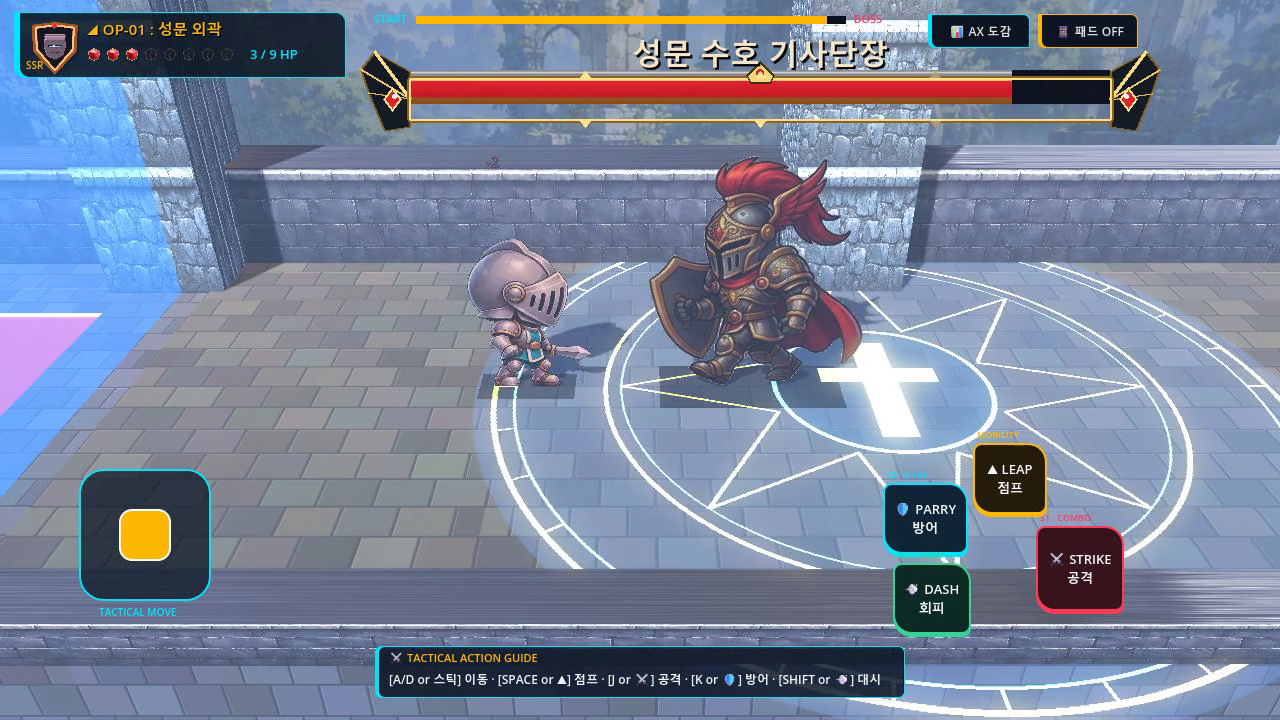 ◢ OP-01 : 성문 외곽
SSR
3 / 9 HP
START
BOSS
AX 도감
패드 OFF
성문 수호 기사단장
-2
MOBILITY
▲ LEAP
점프
PARRY
방어
S1 · COMBO
STRIKE
공격
DASH
회피
TACTICAL MOVE
TACTICAL ACTION GUIDE
[A/D or 스틱] 이동 · [SPACE or ▲] 점프 · [J or ⚔] 공격 · [K or 🛡] 방어 · [SHIFT or 💨] 대시